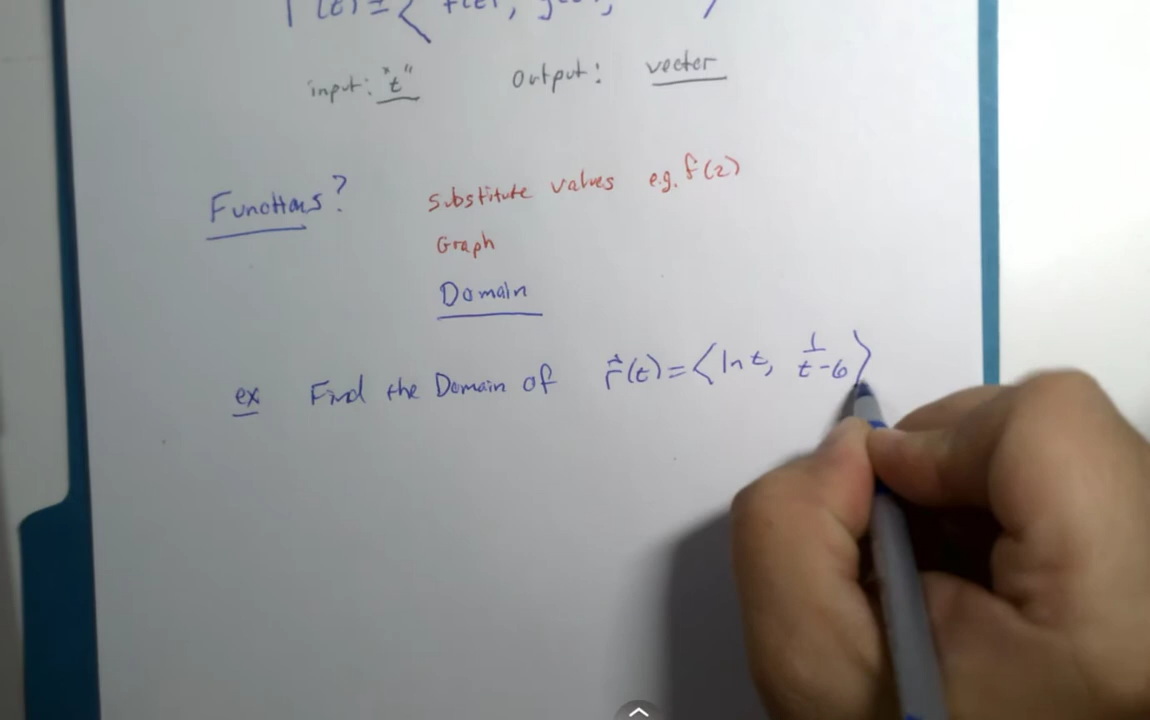 input: "t" output: vector
Functions? Substitute values e.g. f(2)
Graph
Domain
ex Find the Domain of r⃗(t) = ⟨ln t, 1/(t-6)⟩